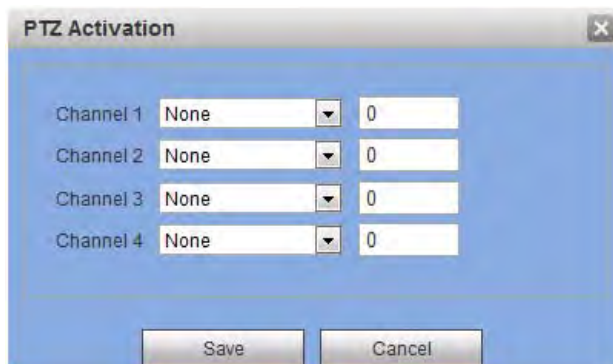 PTZ Activation
Channel 1 None 0
Channel 2 None 0
Channel 3 None 0
Channel 4 None 0
Save Cancel